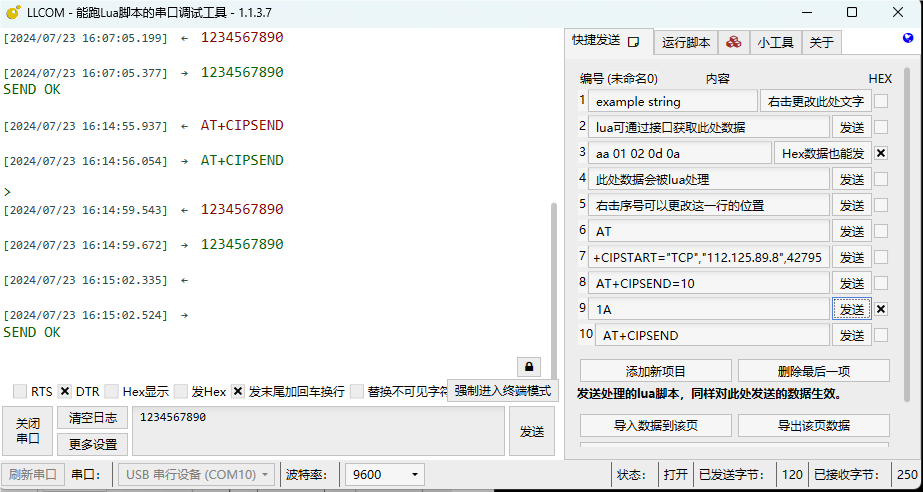 LLCOM - 能跑Lua脚本的串口调试工具 - 1.1.3.7
[2024/07/23 16:07:05.199] ← 1234567890
[2024/07/23 16:07:05.377] → 1234567890
SEND OK
[2024/07/23 16:14:55.937] ← AT+CIPSEND
[2024/07/23 16:14:56.054] → AT+CIPSEND
>
[2024/07/23 16:14:59.543] ← 1234567890
[2024/07/23 16:14:59.672] → 1234567890
[2024/07/23 16:15:02.335] ←
[2024/07/23 16:15:02.524] →
SEND OK
RTS DTR Hex显示 发Hex 发末尾加回车换行 替换不可见字符 强制进入终端模式
关闭串口
清空日志
更多设置
1234567890
发送
快捷发送 运行脚本 小工具 关于
编号 (未命名0) 内容 HEX
1 example string 右击更改此处文字
2 lua可通过接口获取此处数据 发送
3 aa 01 02 0d 0a Hex数据也能发
4 此处数据会被lua处理 发送
5 右击序号可以更改这一行的位置 发送
6 AT 发送
7 +CIPSTART="TCP","112.125.89.8",42795 发送
8 AT+CIPSEND=10 发送
9 1A 发送
10 AT+CIPSEND 发送
添加新项目 删除最后一项
发送处理的lua脚本，同样对此处发送的数据生效。
导入数据到该页 导出该页数据
刷新串口 串口： USB 串行设备 (COM10) 波特率： 9600 状态： 打开 已发送字节： 120 已接收字节： 250